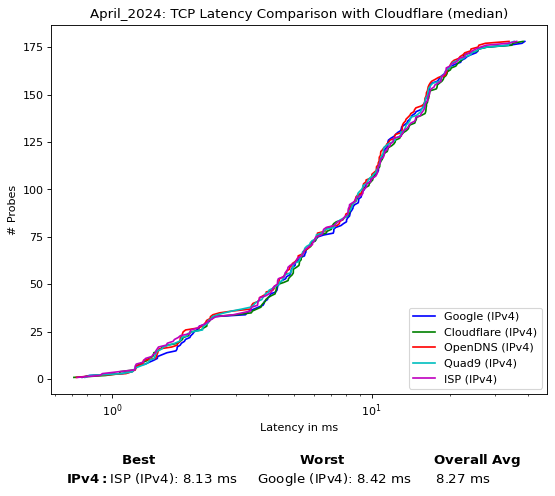 April_2024: TCP Latency Comparison with Cloudflare (median)
# Probes
175
150
125
100
75
50
25
0
Google (IPv4)
Cloudflare (IPv4)
OpenDNS (IPv4)
Quad9 (IPv4)
ISP (IPv4)
10⁰ 10¹
Latency in ms
Best Worst Overall Avg
IPv4: ISP (IPv4): 8.13 ms Google (IPv4): 8.42 ms 8.27 ms